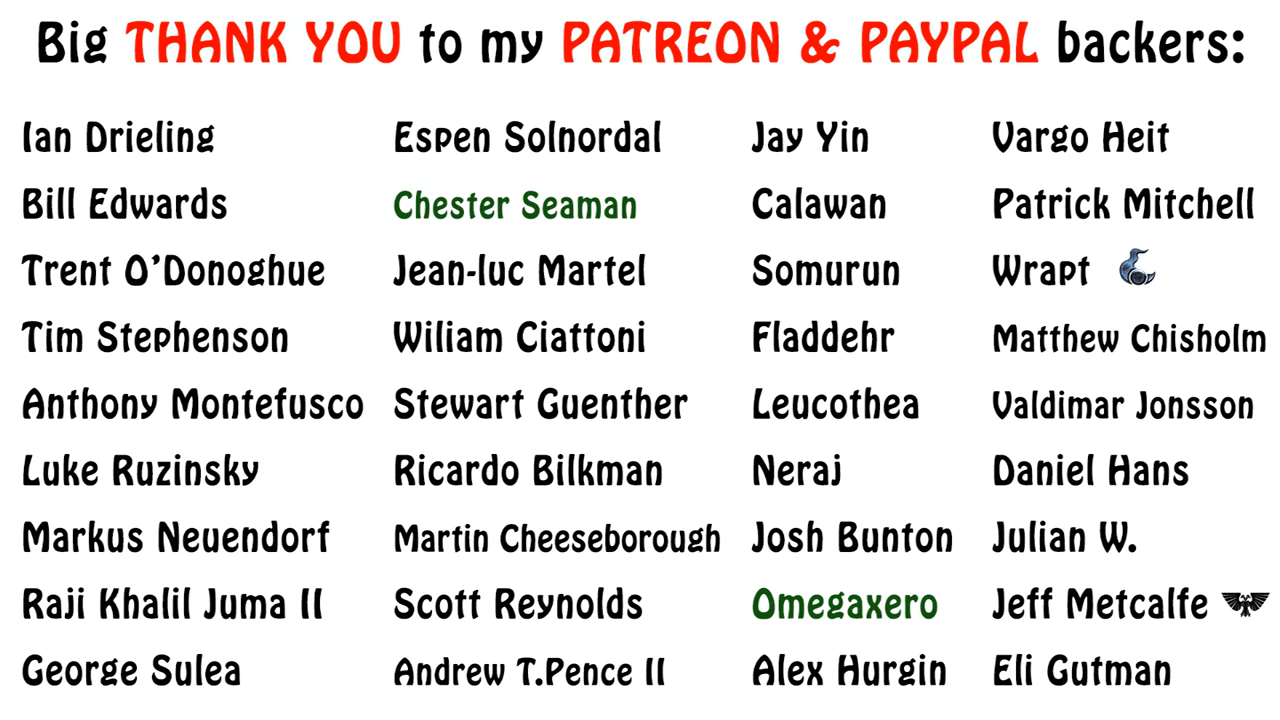 Big THANK YOU to my PATREON & PAYPAL backers:
Ian Drieling
Bill Edwards
Trent O'Donoghue
Tim Stephenson
Anthony Montefusco
Luke Ruzinsky
Markus Neuendorf
Raji Khalil Juma II
George Sulea
Espen Solnordal
Chester Seaman
Jean-luc Martel
Wiliam Ciattoni
Stewart Guenther
Ricardo Bilkman
Martin Cheeseborough
Scott Reynolds
Andrew T.Pence II
Jay Yin
Calawan
Somurun
Fladdehr
Leucothea
Neraj
Josh Bunton
Omegaxero
Alex Hurgin
Vargo Heit
Patrick Mitchell
Wrapt
Matthew Chisholm
Valdimar Jonsson
Daniel Hans
Julian W.
Jeff Metcalfe
Eli Gutman